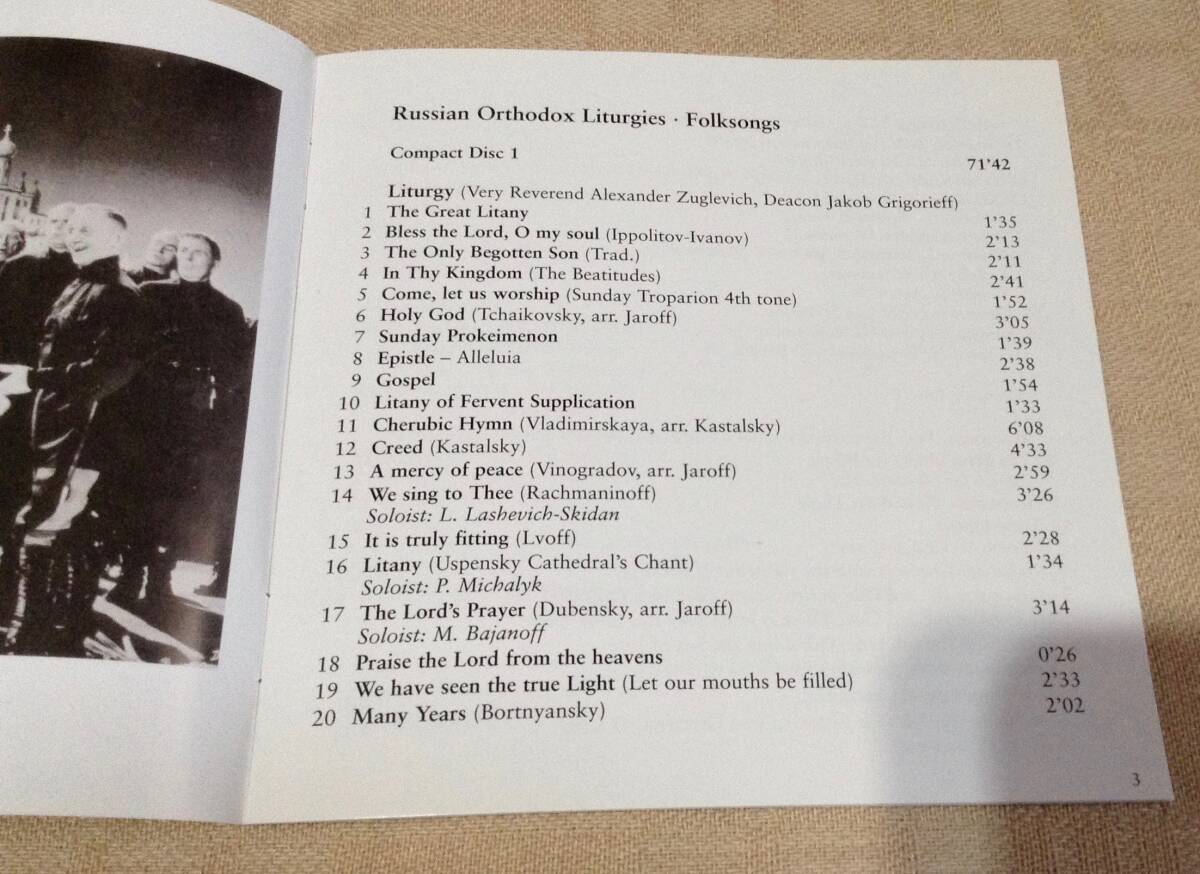 Russian Orthodox Liturgies · Folksongs
Compact Disc 1 71'42
Liturgy (Very Reverend Alexander Zuglevich, Deacon Jakob Grigorieff)
1 The Great Litany 1'35
2 Bless the Lord, O my soul (Ippolitov-Ivanov) 2'13
3 The Only Begotten Son (Trad.) 2'11
4 In Thy Kingdom (The Beatitudes) 2'41
5 Come, let us worship (Sunday Troparion 4th tone) 1'52
6 Holy God (Tchaikovsky, arr. Jaroff) 3'05
7 Sunday Prokeimenon 1'39
8 Epistle – Alleluia 2'38
9 Gospel 1'54
10 Litany of Fervent Supplication 1'33
11 Cherubic Hymn (Vladimirskaya, arr. Kastalsky) 6'08
12 Creed (Kastalsky) 4'33
13 A mercy of peace (Vinogradov, arr. Jaroff) 2'59
14 We sing to Thee (Rachmaninoff) 3'26
Soloist: L. Lashevich-Skidan
15 It is truly fitting (Lvoff) 2'28
16 Litany (Uspensky Cathedral's Chant) 1'34
Soloist: P. Michalyk
17 The Lord's Prayer (Dubensky, arr. Jaroff) 3'14
Soloist: M. Bajanoff
18 Praise the Lord from the heavens 0'26
19 We have seen the true Light (Let our mouths be filled) 2'33
20 Many Years (Bortnyansky) 2'02
3